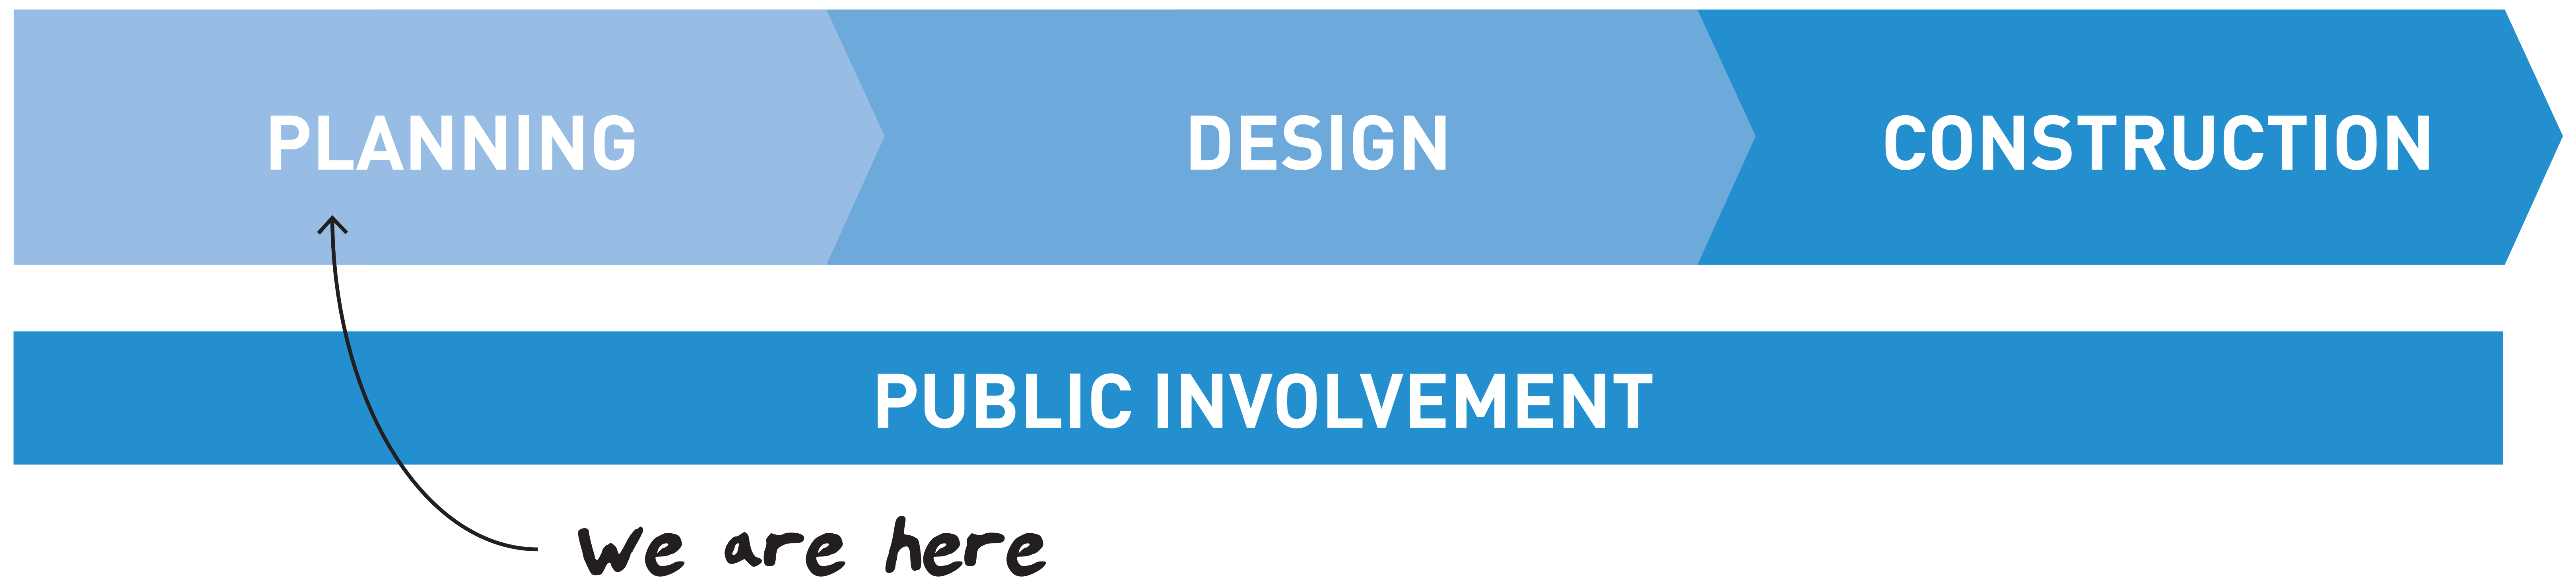 PLANNING
DESIGN
CONSTRUCTION
PUBLIC INVOLVEMENT
we are here